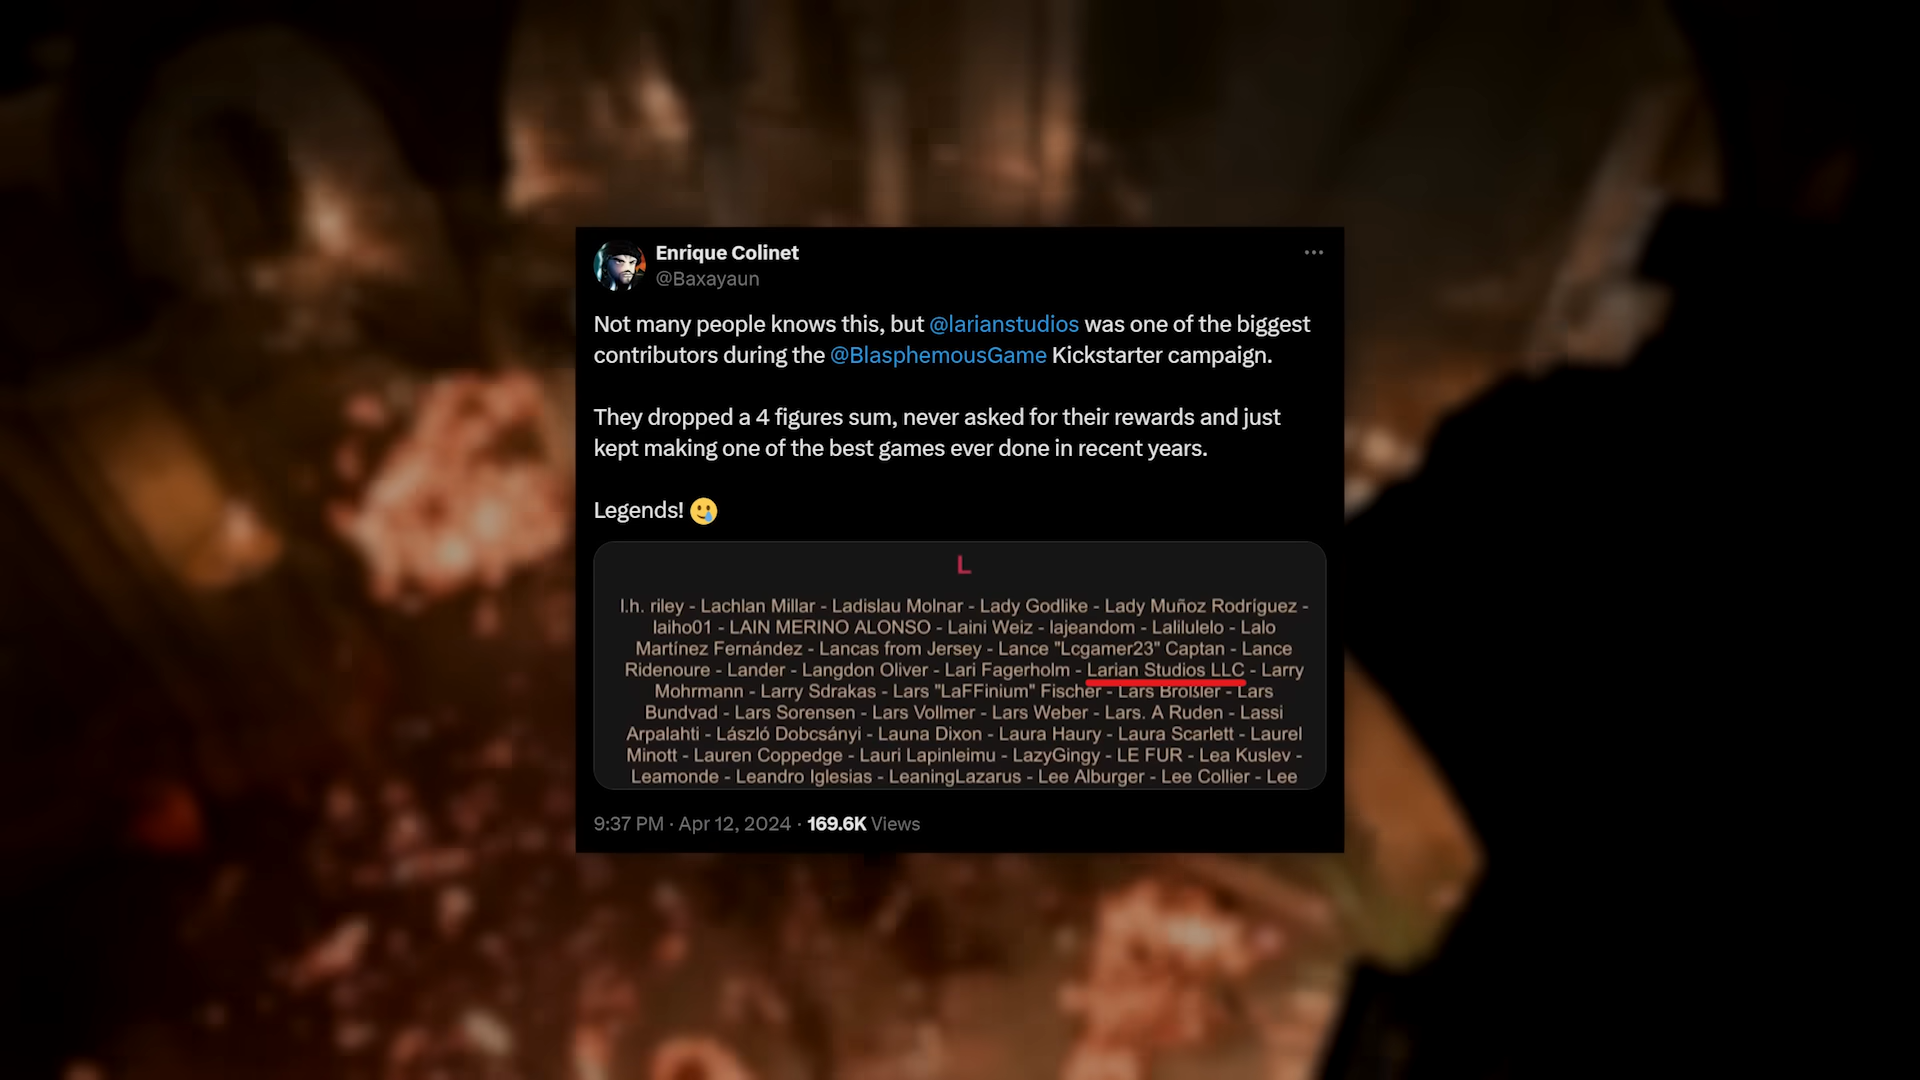 Enrique Colinet
@Baxayaun
Not many people knows this, but @larianstudios was one of the biggest
contributors during the @BlasphemousGame Kickstarter campaign.
They dropped a 4 figures sum, never asked for their rewards and just
kept making one of the best games ever done in recent years.
Legends! 🥲
L
l.h. riley - Lachlan Millar - Ladislau Molnar - Lady Godlike - Lady Muñoz Rodríguez -
laiho01 - LAIN MERINO ALONSO - Laini Weiz - lajeandom - Lalilulelo - Lalo
Martínez Fernández - Lancas from Jersey - Lance "Lcgamer23" Captan - Lance
Ridenoure - Lander - Langdon Oliver - Lari Fagerholm - Larian Studios LLC - Larry
Mohrmann - Larry Sdrakas - Lars "LaFFinium" Fischer - Lars Broßler - Lars
Bundvad - Lars Sorensen - Lars Vollmer - Lars Weber - Lars. A Ruden - Lassi
Arpalahti - László Dobcsányi - Launa Dixon - Laura Haury - Laura Scarlett - Laurel
Minott - Lauren Coppedge - Lauri Lapinleimu - LazyGingy - LE FUR - Lea Kuslev -
Leamonde - Leandro Iglesias - LeaningLazarus - Lee Alburger - Lee Collier - Lee
9:37 PM · Apr 12, 2024 · 169.6K Views